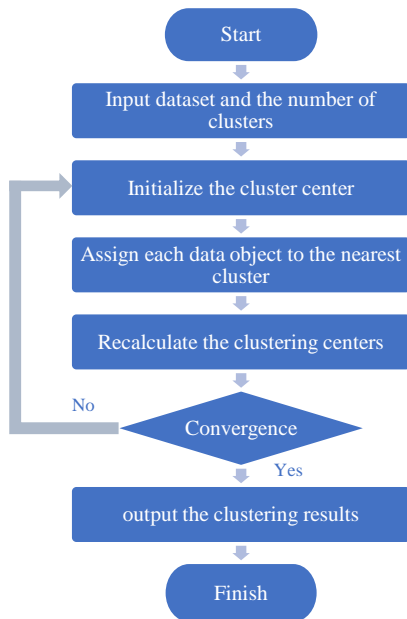 Start
Input dataset and the number of
clusters
Initialize the cluster center
Assign each data object to the nearest
cluster
Recalculate the clustering centers
No
Convergence
Yes
output the clustering results
Finish